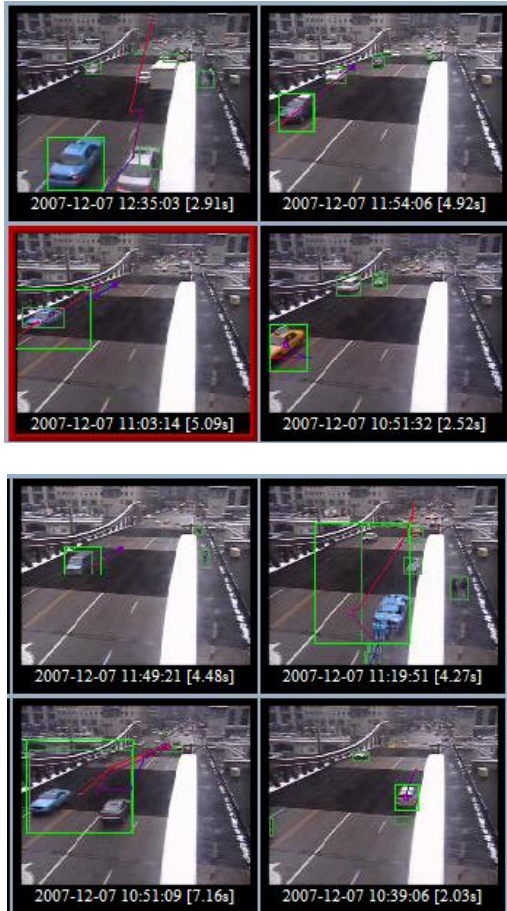 2007-12-07 12:35:03 [2.91s]
2007-12-07 11:54:06 [4.92s]
2007-12-07 11:03:14 [5.09s]
2007-12-07 10:51:32 [2.52s]
2007-12-07 11:49:21 [4.48s]
2007-12-07 11:19:51 [4.27s]
2007-12-07 10:51:09 [7.16s]
2007-12-07 10:39:06 [2.03s]